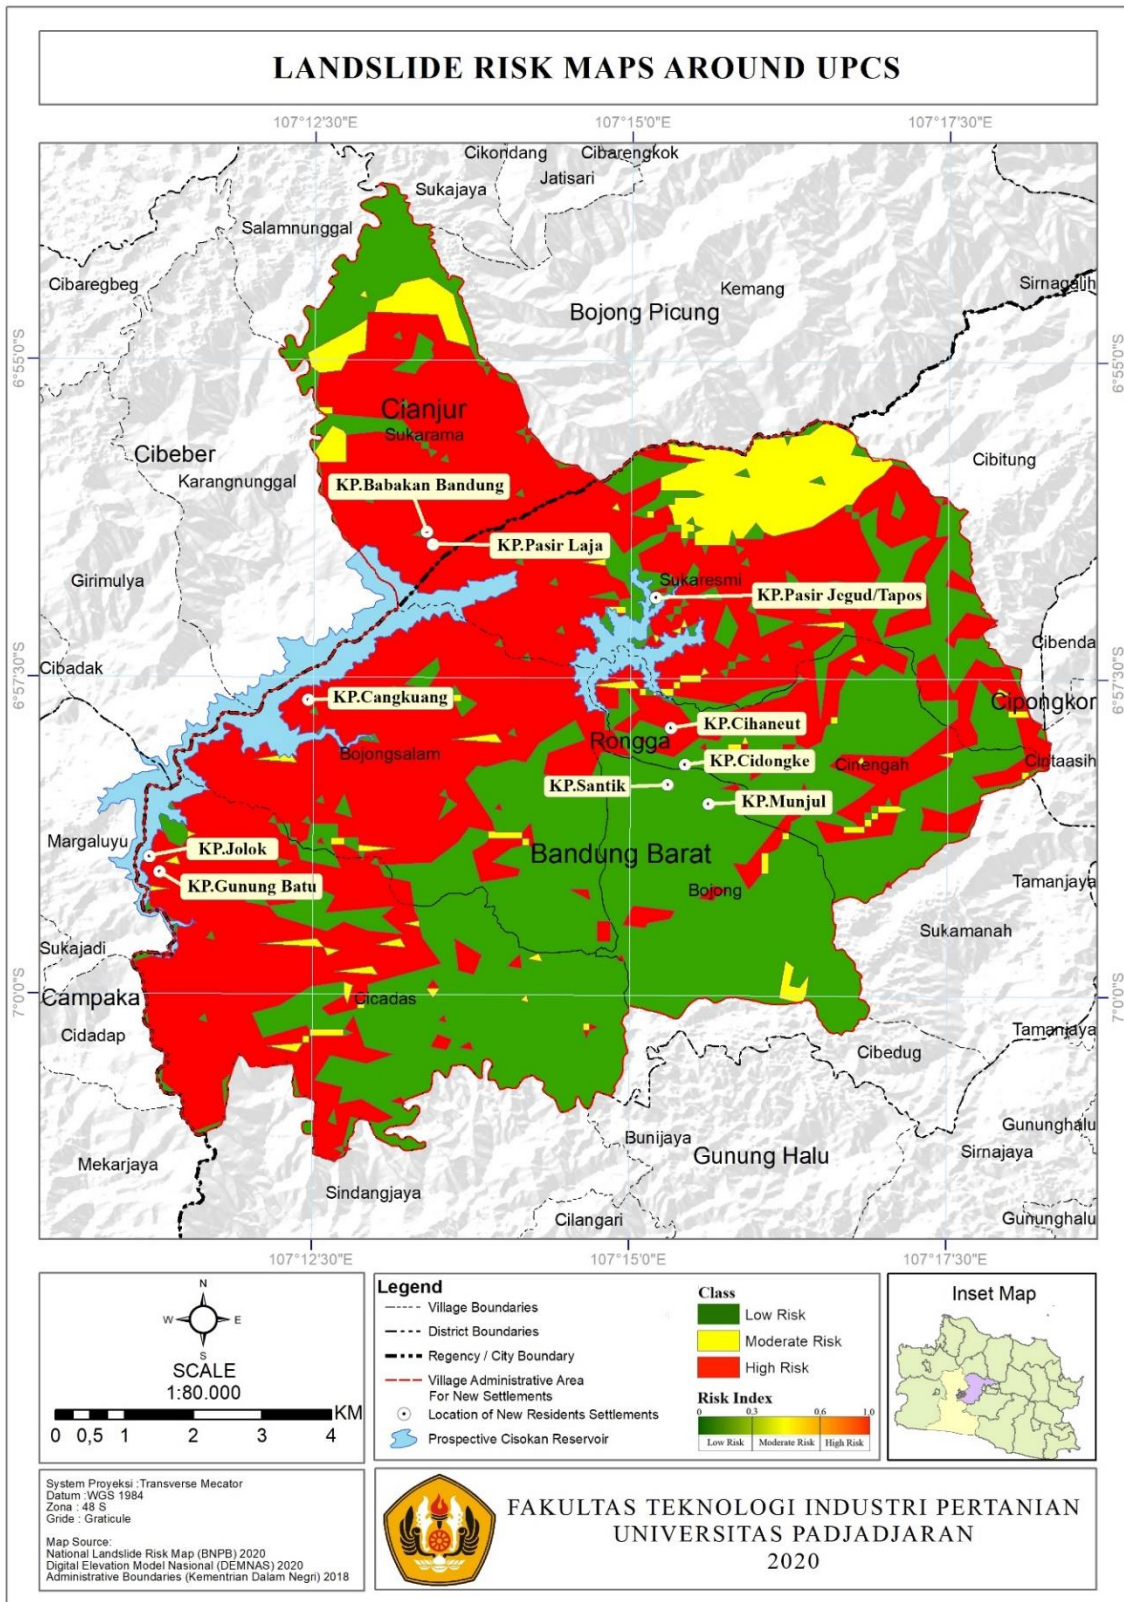 LANDSLIDE RISK MAPS AROUND UPCS
107°12'30"E
107°15'0"E
107°17'30"E
Cikondang
Cibarengkok
Jatisari
Sukajaya
Salamnunggal
Cibaregbeg
Kemang
Sirnagalih
Bojong Picung
6°55'0"S
6°55'0"S
Cianjur
Sukarama
Cibeber
Cibitung
Karangnunggal
KP.Babakan Bandung
KP.Pasir Laja
Girimulya
Sukaresmi
KP.Pasir Jegud/Tapos
Cibenda
Cibadak
6°57'30"S
6°57'30"S
KP.Cangkuang
Cipongkor
KP.Cihaneut
Rongga
Bojongsalam
KP.Cidongke
Cinengah
Ciptaasih
KP.Santik
KP.Munjul
Margaluyu
KP.Jolok
Bandung Barat
KP.Gunung Batu
Bojong
Tamanjaya
Sukajadi
Sukamanah
7°0'0"S
7°0'0"S
Campaka
Cicadas
Cidadap
Tamanjaya
Cibedug
Bunijaya
Gununghalu
Mekarjaya
Gunung Halu
Sirnajaya
Sindangjaya
Cilangari
Gununghalu
107°12'30"E
107°15'0"E
107°17'30"E
N
W
E
S
SCALE
1:80.000
KM
0 0,5 1 2 3 4
Legend
Village Boundaries
District Boundaries
Regency / City Boundary
Village Administrative Area
For New Settlements
Location of New Residents Settlements
Prospective Cisokan Reservoir
Class
Low Risk
Moderate Risk
High Risk
Risk Index
0 0,3 0,6 1,0
Low Risk Moderate Risk High Risk
Inset Map
System Proyeksi :Transverse Mecator
Datum :WGS 1984
Zona : 48 S
Gride : Graticule
Map Source:
National Landslide Risk Map (BNPB) 2020
Digital Elevation Model Nasional (DEMNAS) 2020
Administrative Boundaries (Kementrian Dalam Negri) 2018
FAKULTAS TEKNOLOGI INDUSTRI PERTANIAN
UNIVERSITAS PADJADJARAN
2020